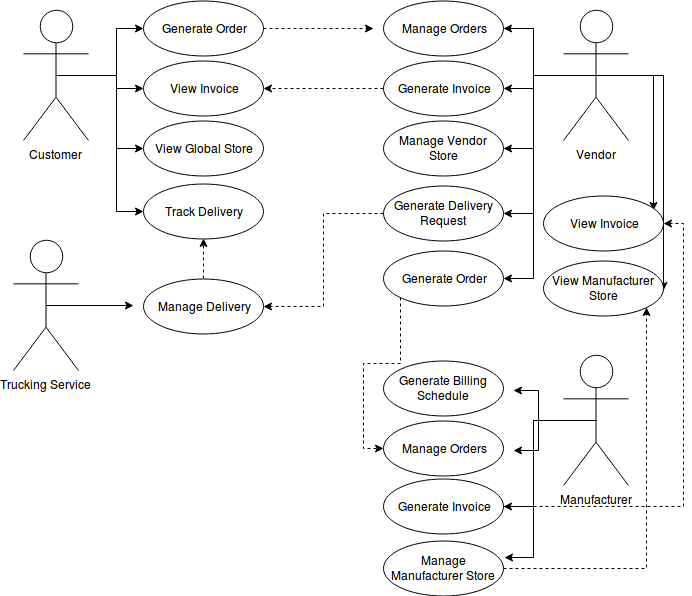 Generate Order
Manage Orders
View Invoice
Generate Invoice
Customer
View Global Store
Manage Vendor
Store
Vendor
Track Delivery
Generate Delivery
Request
View Invoice
Generate Order
View Manufacturer
Store
Manage Delivery
Trucking Service
Generate Billing
Schedule
Manage Orders
Generate Invoice
Manufacturer
Manage
Manufacturer Store